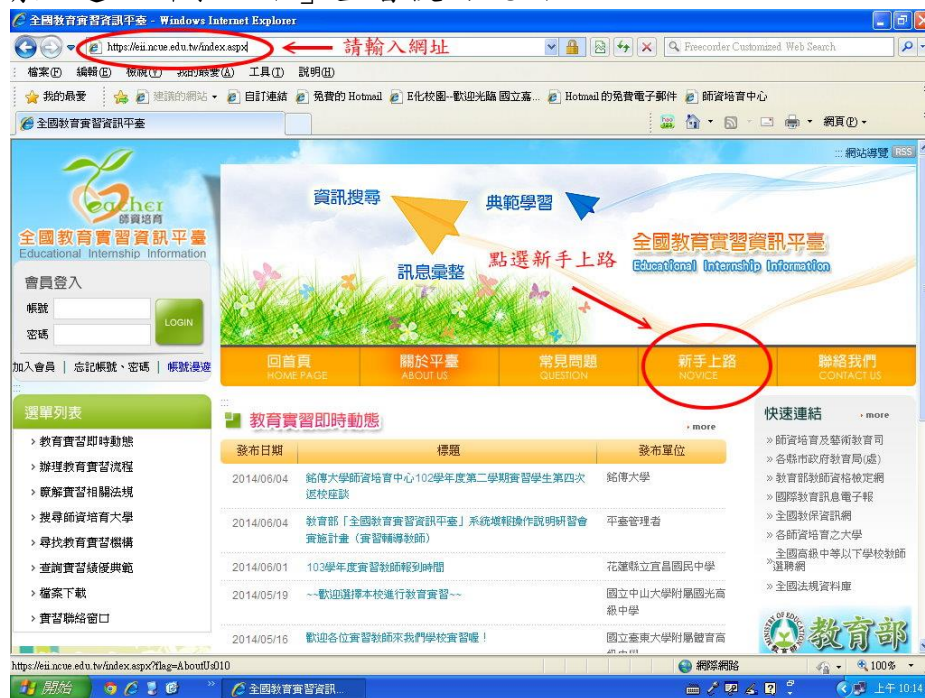 全國教育實習資訊平臺 - Windows Internet Explorer
https://eii.ncue.edu.tw/index.aspx
請輸入網址
Freecorder Customized Web Search
檔案(F) 編輯(E) 檢視(V) 我的最愛(A) 工具(T) 說明(H)
我的最愛 建議的網站 自訂連結 免費的 Hotmail E化校園--歡迎光臨 國立嘉... Hotmail 的免費電子郵件 師資培育中心
全國教育實習資訊平臺
網頁(P)
::: 網站導覽 RSS
Teacher
師資培育
全國教育實習資訊平臺
Educational Internship Information
資訊搜尋
典範學習
訊息彙整
點選新手上路
全國教育實習資訊平臺
Educational Internship Information
會員登入
帳號
密碼
LOGIN
加入會員 | 忘記帳號、密碼 | 帳號漫遊
回首頁 關於平臺 常見問題 新手上路 聯絡我們
HOME PAGE ABOUT US QUESTION NOVICE CONTACT US
:::
選單列表
教育實習即時動態
辦理教育實習流程
瞭解實習相關法規
搜尋師資培育大學
尋找教育實習機構
查詢實習績優典範
檔案下載
實習聯絡窗口
:::
教育實習即時動態
more
發布日期 標題 發布單位
2014/06/04 銘傳大學師資培育中心102學年度第二學期實習學生第四次返校座談 銘傳大學
2014/06/04 教育部「全國教育實習資訊平臺」系統填報操作說明研習會實施計畫（實習輔導教師） 平臺管理者
2014/06/01 103學年度實習教師報到時間 花蓮縣立宜昌國民中學
2014/05/19 ~~歡迎選擇本校進行教育實習~~ 國立中山大學附屬國光高級中學
2014/05/16 歡迎各位實習教師來我們學校實習喔！ 國立臺東大學附屬體育高
快速連結 more
師資培育及藝術教育司
各縣市政府教育局(處)
教育部教師資格檢定網
國際教育訊息電子報
全國教保資訊網
各師資培育之大學
全國高級中等以下學校教師選聘網
全國法規資料庫
教育部
https://eii.ncue.edu.tw/index.aspx?flag=AboutUs010
網際網路
100%
開始
全國教育實習資訊...
上午 10:14